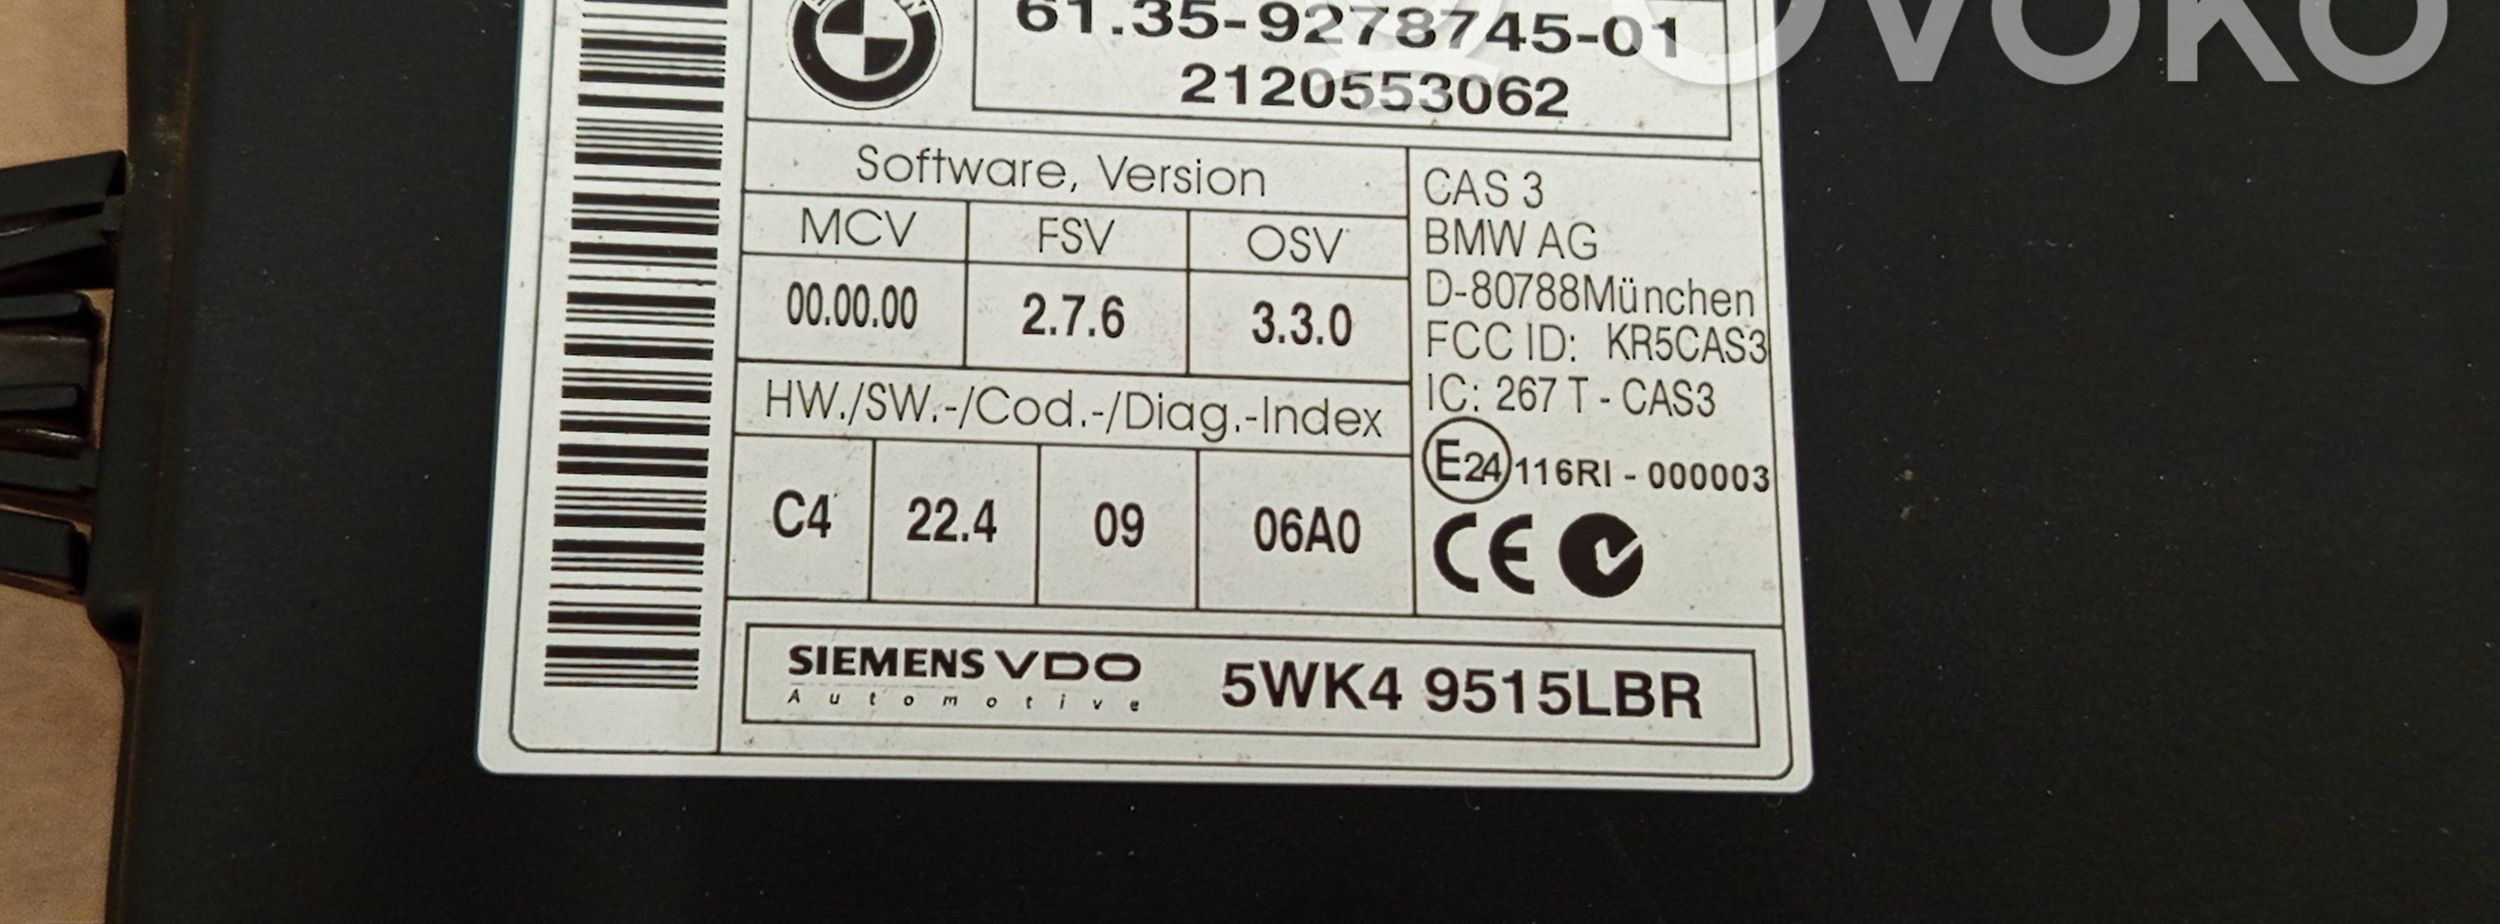 61.35-9278745-01
2120553062
OVOKO
Software, Version
MCV FSV OSV
00.00.00 2.7.6 3.3.0
HW./SW.-/Cod.-/Diag.-Index
C4 22.4 09 06A0
CAS 3
BMW AG
D-80788München
FCC ID: KR5CAS3
IC: 267 T - CAS3
E24 116RI - 000003
CE
SIEMENS VDO
Automotive
5WK4 9515LBR